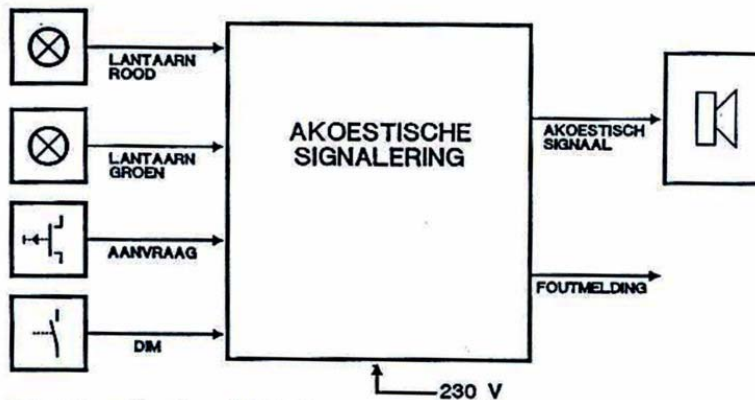 LANTAARN
ROOD
LANTAARN
GROEN
AANVRAAG
DIM
AKOESTISCHE
SIGNALERING
AKOESTISCH
SIGNAAL
FOUTMELDING
230 V